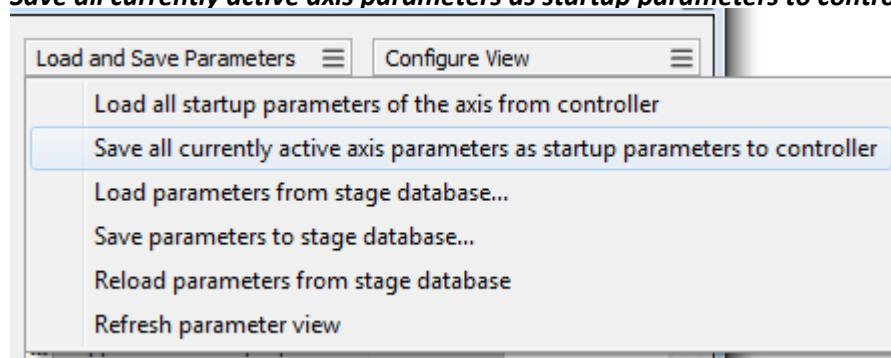 Save all currently active axis parameters as startup parameters to contro
Load and Save Parameters Configure View
Load all startup parameters of the axis from controller
Save all currently active axis parameters as startup parameters to controller
Load parameters from stage database...
Save parameters to stage database...
Reload parameters from stage database
Refresh parameter view